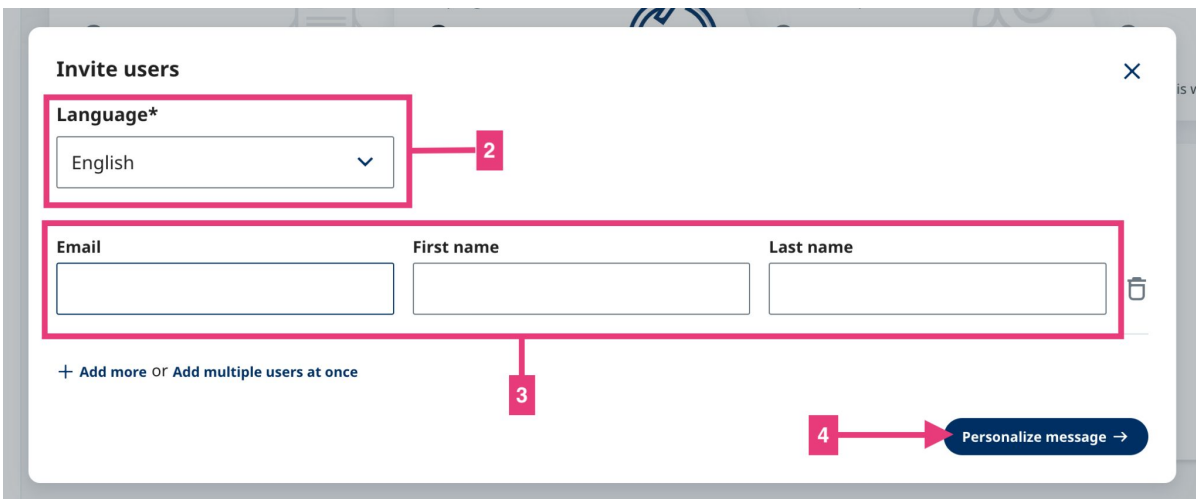 Invite users
is w
Language*
English
2
Email First name Last name
+ Add more or Add multiple users at once
3
4
Personalize message →